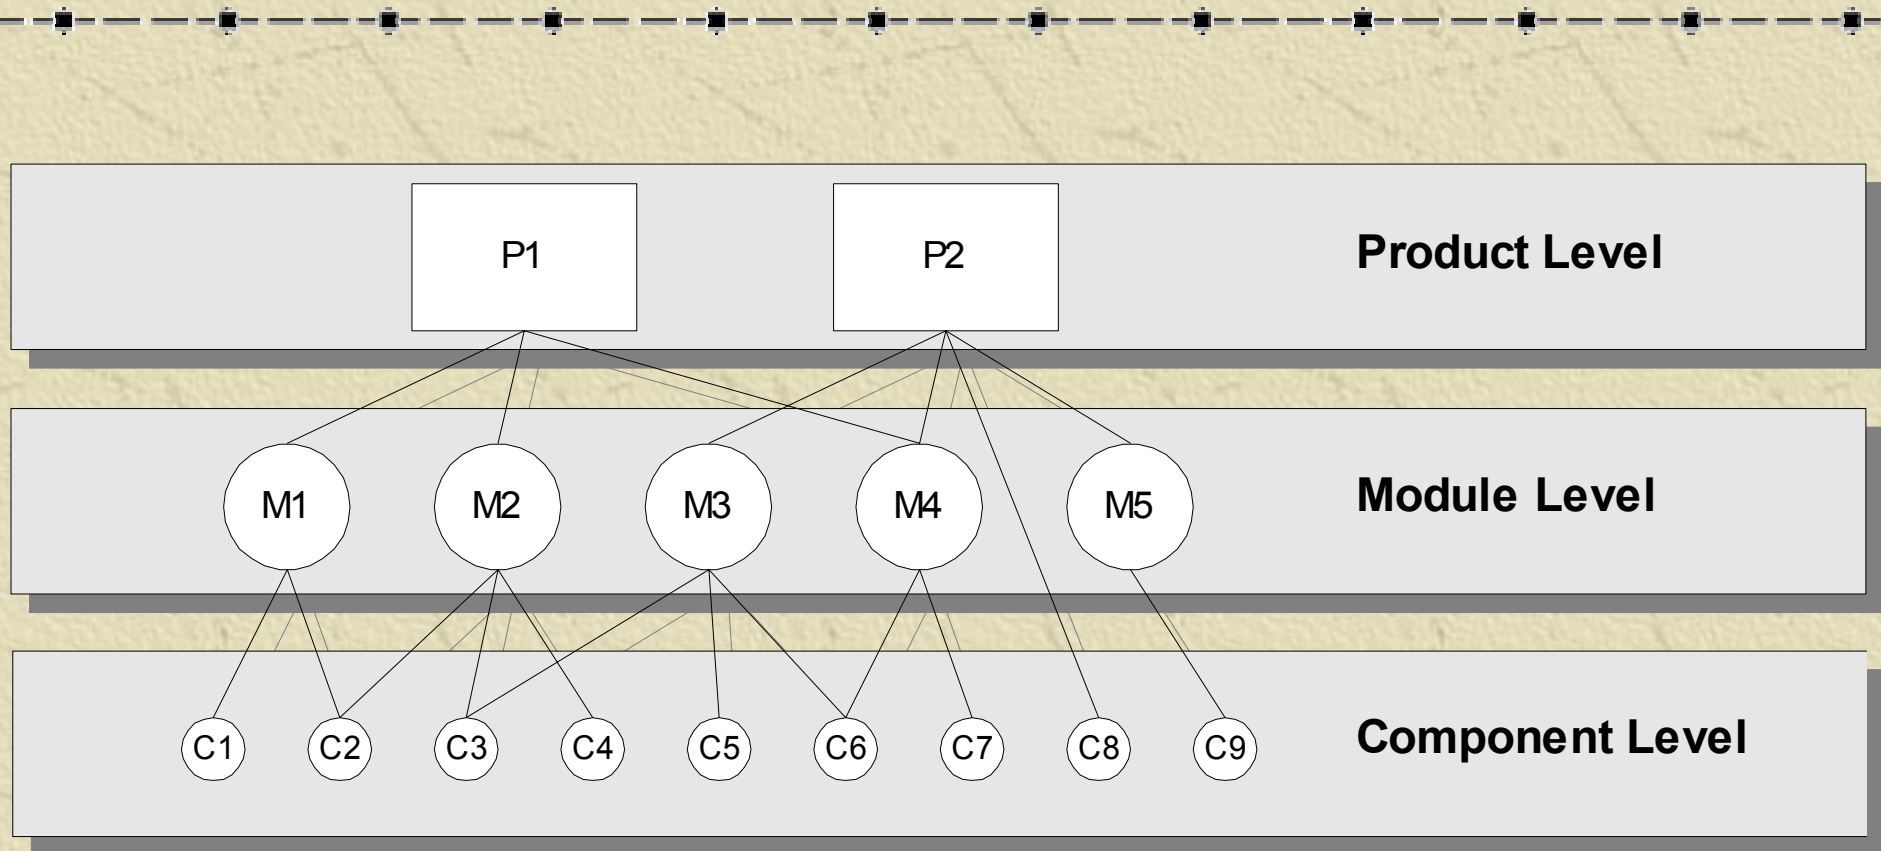 P1
P2
Product Level
M1
M2
M3
M4
M5
Module Level
C1
C2
C3
C4
C5
C6
C7
C8
C9
Component Level